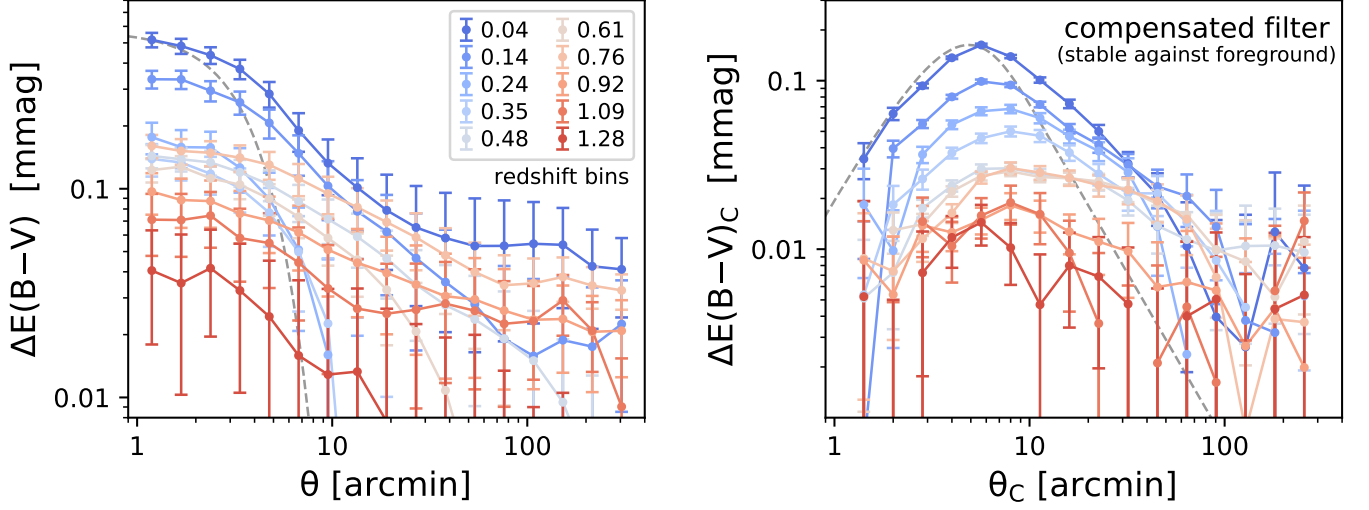 ΔE(B−V) [mmag]
0.1
0.01
1
10
100
θ [arcmin]
0.04
0.14
0.24
0.35
0.48
0.61
0.76
0.92
1.09
1.28
redshift bins
ΔE(B−V)C [mmag]
0.1
0.01
1
10
100
θC [arcmin]
compensated filter
(stable against foreground)